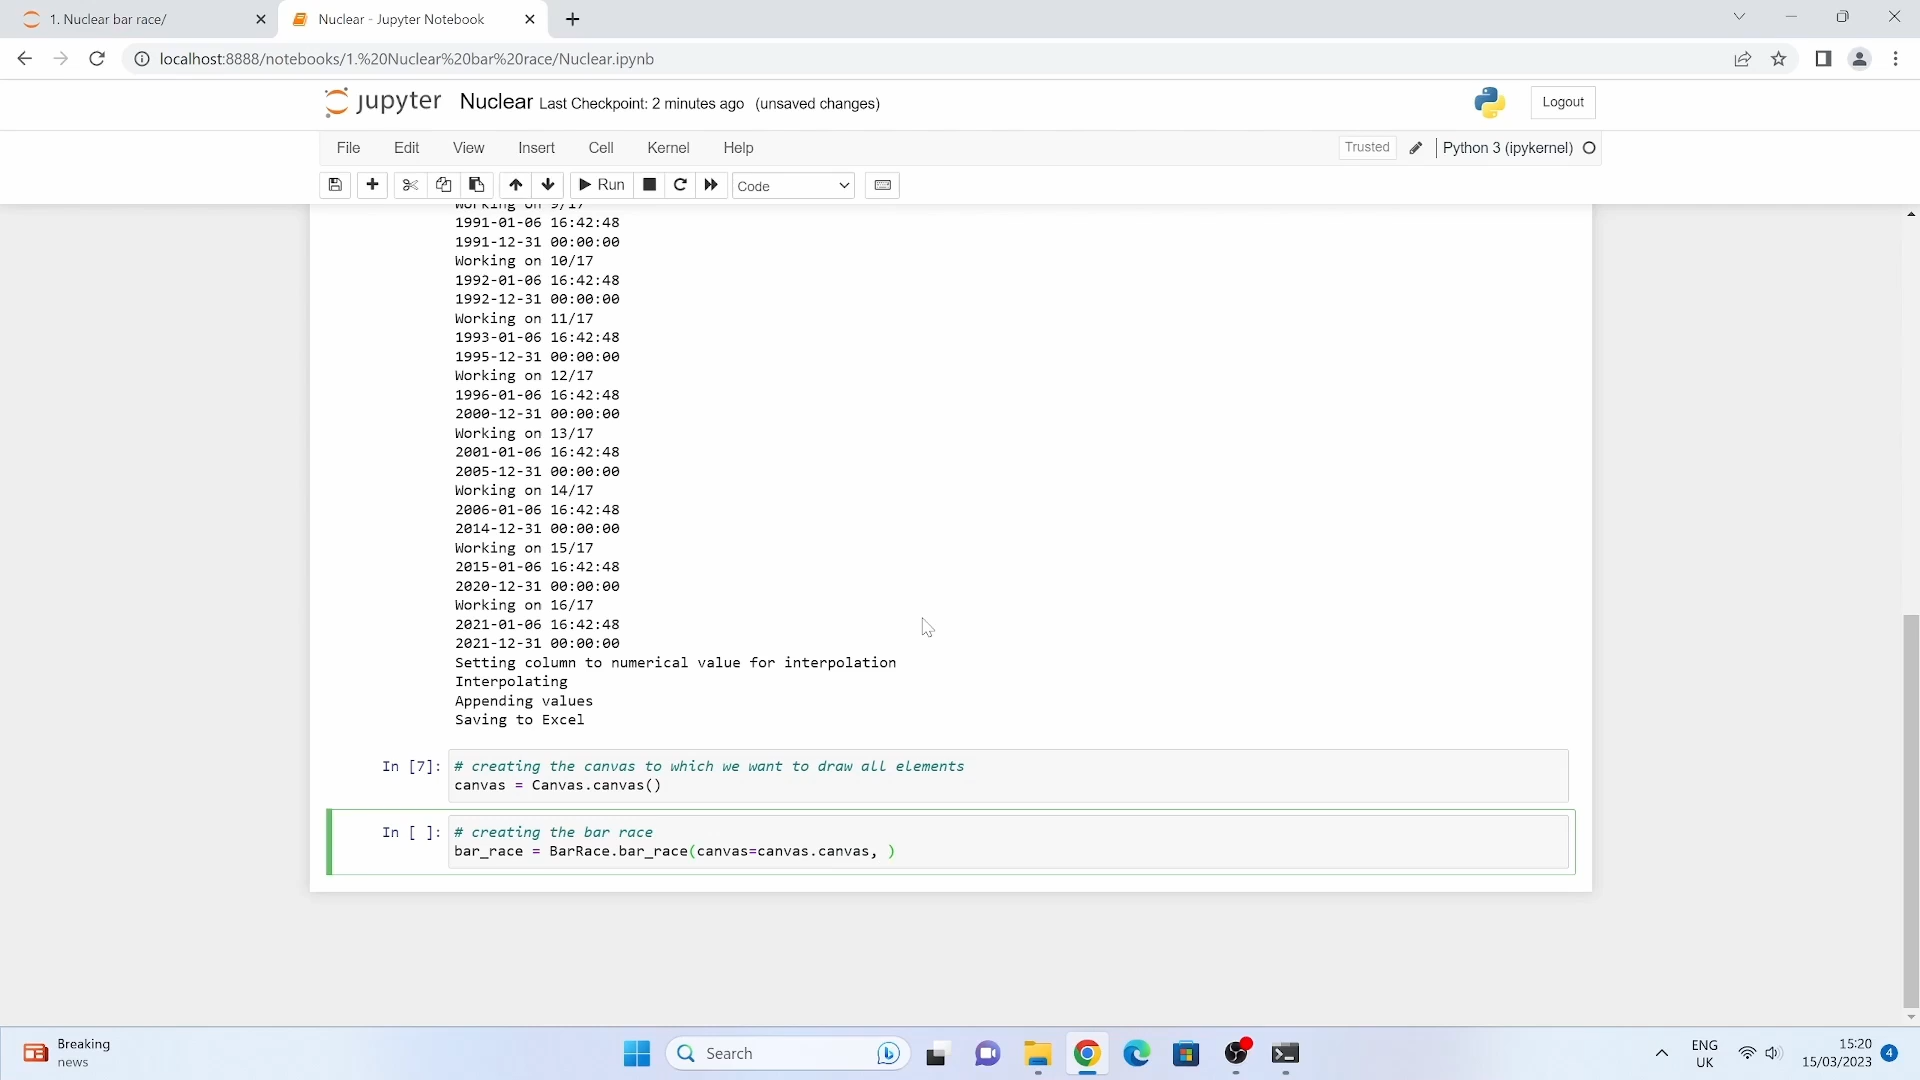 1. Nuclear bar race/
Nuclear - Jupyter Notebook
localhost:8888/notebooks/1.%20Nuclear%20bar%20race/Nuclear.ipynb
jupyter Nuclear Last Checkpoint: 2 minutes ago (unsaved changes)
Logout
File Edit View Insert Cell Kernel Help
Trusted
Python 3 (ipykernel)
Run
Code
Working on 9/17
1991-01-06 16:42:48
1991-12-31 00:00:00
Working on 10/17
1992-01-06 16:42:48
1992-12-31 00:00:00
Working on 11/17
1993-01-06 16:42:48
1995-12-31 00:00:00
Working on 12/17
1996-01-06 16:42:48
2000-12-31 00:00:00
Working on 13/17
2001-01-06 16:42:48
2005-12-31 00:00:00
Working on 14/17
2006-01-06 16:42:48
2014-12-31 00:00:00
Working on 15/17
2015-01-06 16:42:48
2020-12-31 00:00:00
Working on 16/17
2021-01-06 16:42:48
2021-12-31 00:00:00
Setting column to numerical value for interpolation
Interpolating
Appending values
Saving to Excel
In [7]: # creating the canvas to which we want to draw all elements
canvas = Canvas.canvas()
In [ ]: # creating the bar race
bar_race = BarRace.bar_race(canvas=canvas.canvas, )
Breaking
news
Search
ENG
UK
15:20
15/03/2023
4